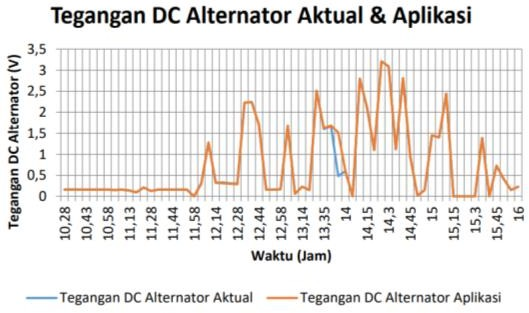 Tegangan DC Alternator Aktual & Aplikasi
Tegangan DC Alternator (V)
3,5
3
2,5
2
1,5
1
0,5
0
10,28 10,43 10,58 11,13 11,28 11,44 11,58 12,14 12,28 12,44 12,58 13,14 13,35 14 14,15 14,3 14,45 15 15,15 15,3 15,45 16
Waktu (Jam)
Tegangan DC Alternator Aktual Tegangan DC Alternator Aplikasi